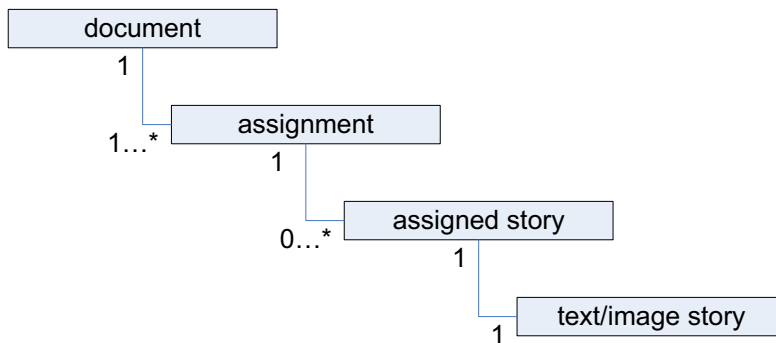 document
1
1…*
assignment
1
0…*
assigned story
1
1
text/image story